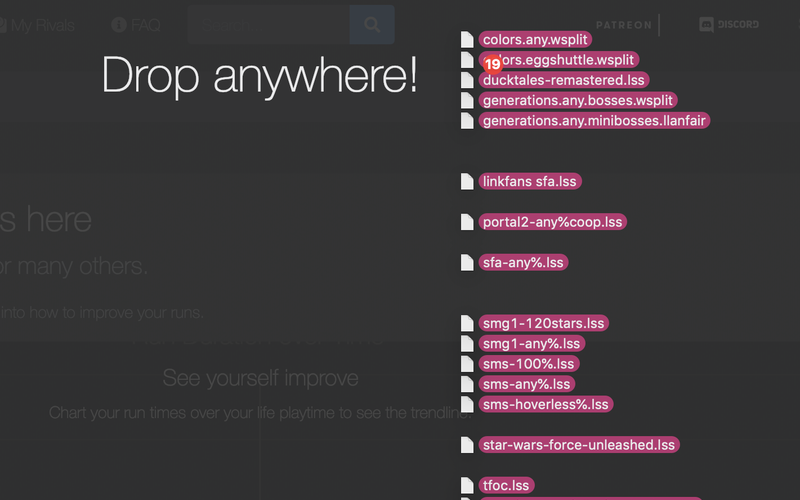 My Rivals
FAQ
Search
PATREON
DISCORD
Drop anywhere!
19
colors.any.wsplit
ors.eggshuttle.wsplit
ducktales-remastered.lss
generations.any.bosses.wsplit
generations.any.minibosses.llanfair
linkfans sfa.lss
s here
portal2-any%coop.lss
or many others.
sfa-any%.lss
into how to improve your runs.
smg1-120stars.lss
smg1-any%.lss
sms-100%.lss
See yourself improve
sms-any%.lss
sms-hoverless%.lss
Chart your run times over your life playtime to see the trendline.
star-wars-force-unleashed.lss
tfoc.lss